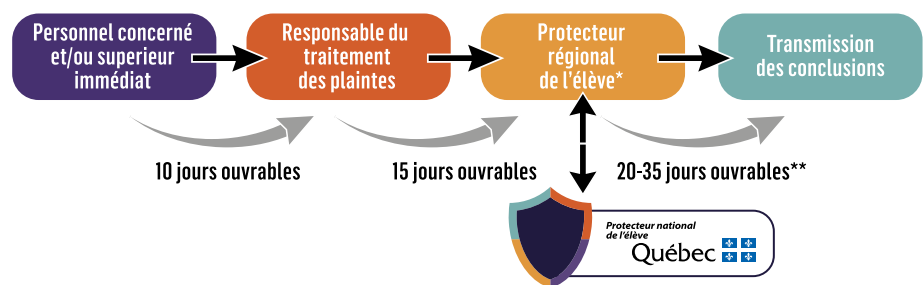 Personnel concerné
et/ou superieur
immédiat
Responsable du
traitement
des plaintes
Protecteur
régional
de l'élève*
Transmission
des conclusions
10 jours ouvrables
15 jours ouvrables
20-35 jours ouvrables**
Protecteur national
de l'élève
Québec